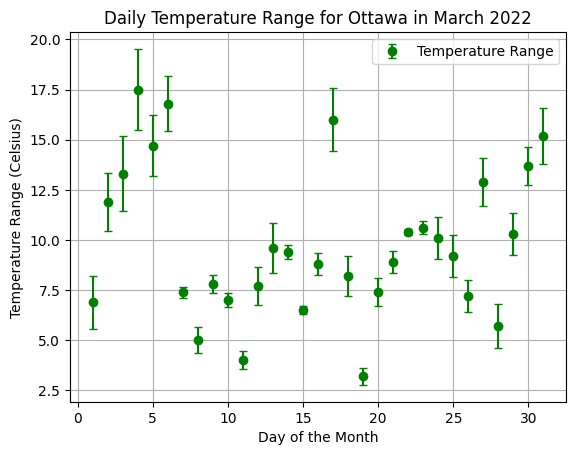 Daily Temperature Range for Ottawa in March 2022
Temperature Range
Temperature Range (Celsius)
20.0
17.5
15.0
12.5
10.0
7.5
5.0
2.5
0 5 10 15 20 25 30
Day of the Month